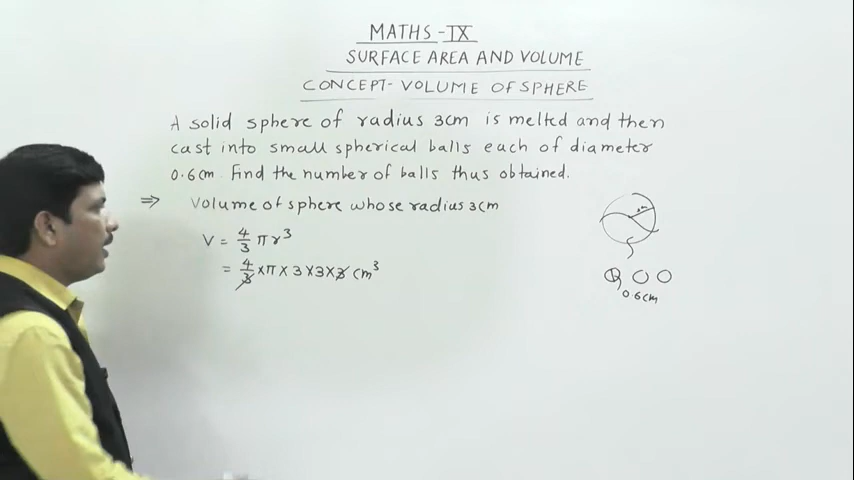 MATHS - IX
SURFACE AREA AND VOLUME
CONCEPT- VOLUME OF SPHERE
A solid sphere of radius 3cm is melted and then
cast into small spherical balls each of diameter
0.6cm. Find the number of balls thus obtained.
⇒ Volume of sphere whose radius 3cm
V = 4/3 πr³
= 4/3 × π × 3 × 3 × 3 cm³
0.6cm